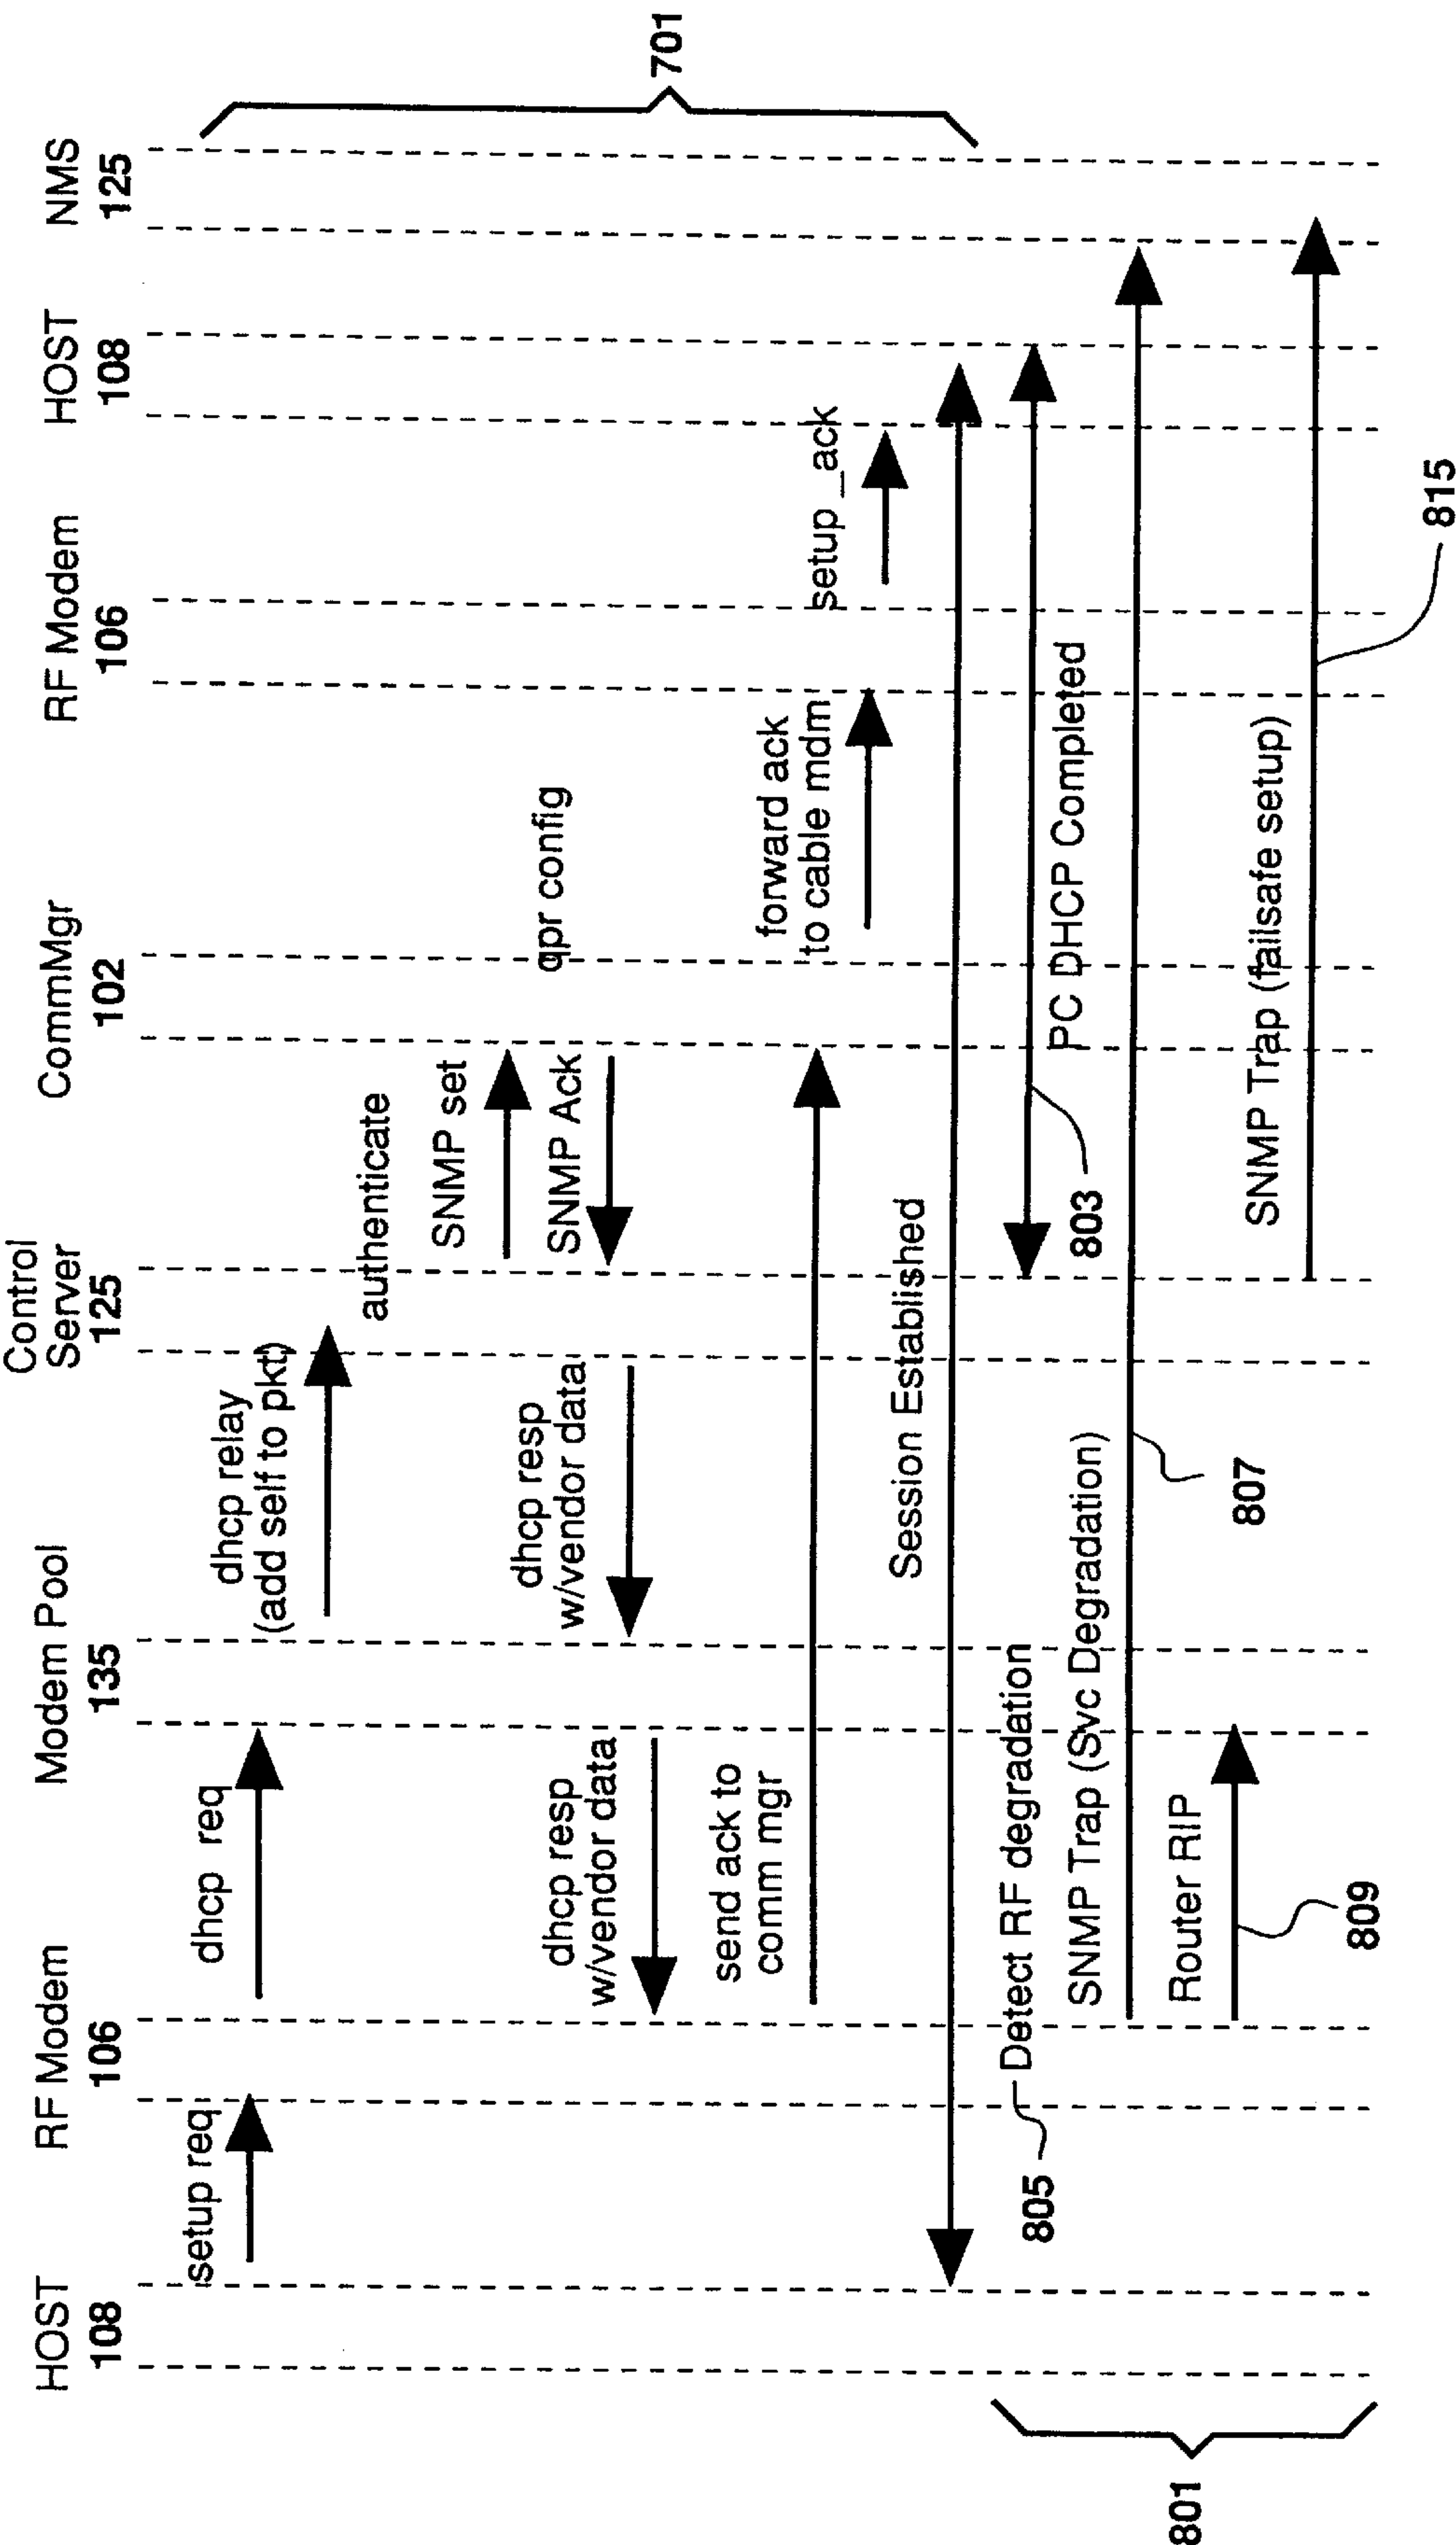 HOST
108
RF Modem
106
Modem Pool
135
Control
Server
125
CommMgr
102
RF Modem
106
HOST
108
NMS
125
701
setup req
dhcp req
dhcp relay
(add self to pkt)
authenticate
SNMP set
SNMP Ack
qpr config
dhcp resp
w/vendor data
dhcp resp
w/vendor data
send ack to
comm mgr
forward ack
to cable mdm
setup_ack
Session Established
803
PC DHCP Completed
805
Detect RF degradation
SNMP Trap (Svc Degradation)
807
Router RIP
809
SNMP Trap (failsafe setup)
815
801